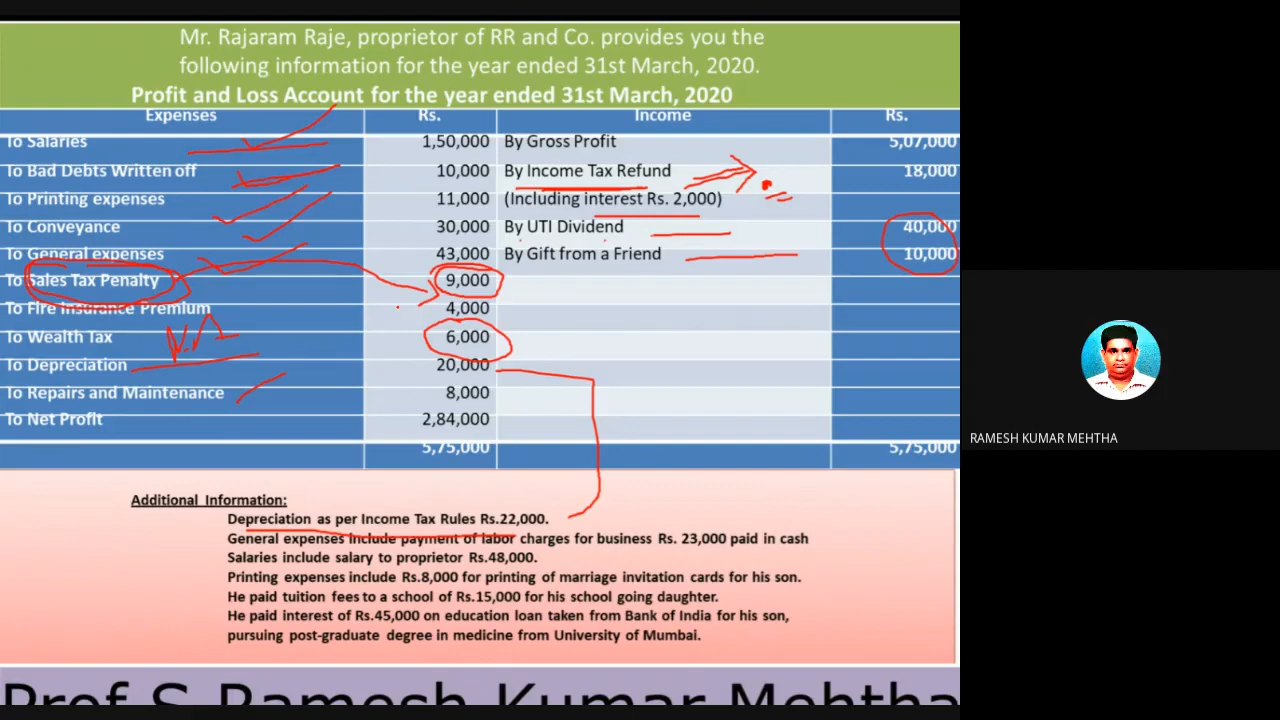 Mr. Rajaram Raje, proprietor of RR and Co. provides you the
following information for the year ended 31st March, 2020.
Profit and Loss Account for the year ended 31st March, 2020
Expenses Rs. Income Rs.
To Salaries 1,50,000 By Gross Profit 5,07,000
To Bad Debts Written off 10,000 By Income Tax Refund 18,000
To Printing expenses 11,000 (Including interest Rs. 2,000)
To Conveyance 30,000 By UTI Dividend 40,000
To General expenses 43,000 By Gift from a Friend 10,000
To Sales Tax Penalty 9,000
To Fire Insurance Premium 4,000
To Wealth Tax 6,000
To Depreciation 20,000
To Repairs and Maintenance 8,000
To Net Profit 2,84,000
5,75,000 5,75,000
Additional Information:
Depreciation as per Income Tax Rules Rs.22,000.
General expenses include payment of labor charges for business Rs. 23,000 paid in cash
Salaries include salary to proprietor Rs.48,000.
Printing expenses include Rs.8,000 for printing of marriage invitation cards for his son.
He paid tuition fees to a school of Rs.15,000 for his school going daughter.
He paid interest of Rs.45,000 on education loan taken from Bank of India for his son,
pursuing post-graduate degree in medicine from University of Mumbai.
Prof S Ramesh Kumar Mehtha
RAMESH KUMAR MEHTHA